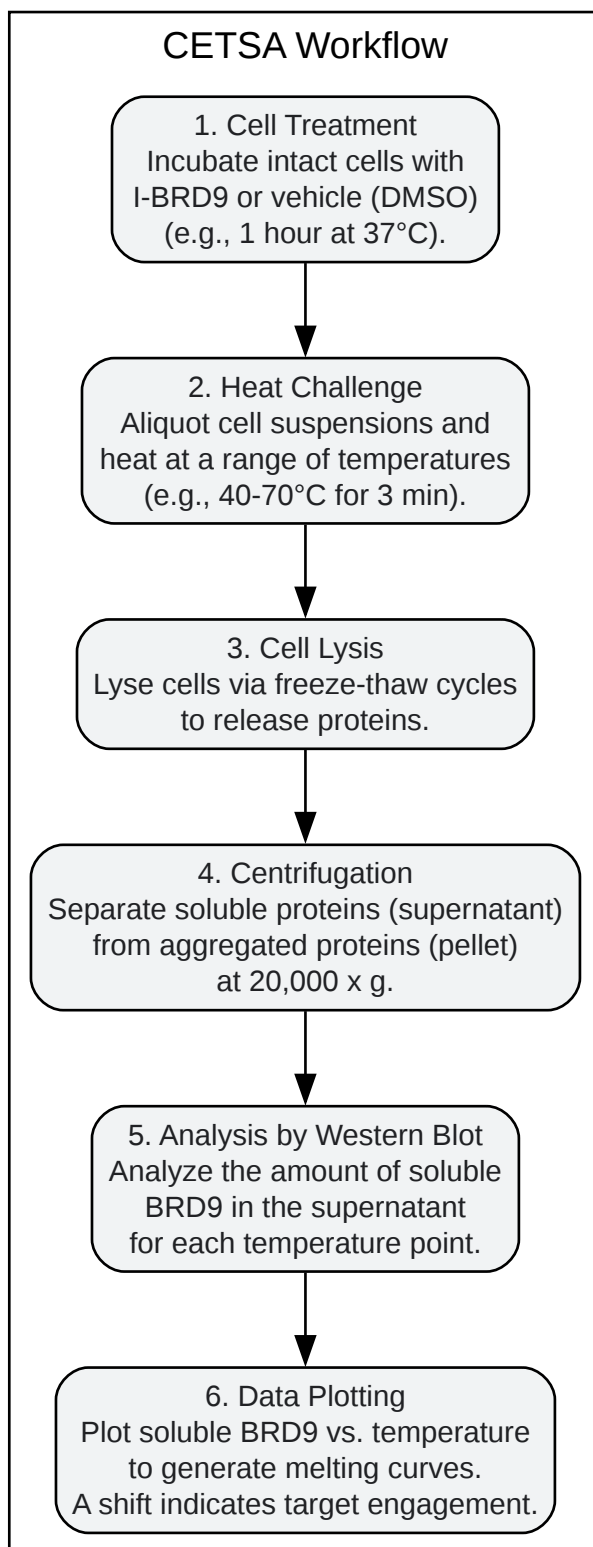 CETSA Workflow
1. Cell Treatment
Incubate intact cells with
I-BRD9 or vehicle (DMSO)
(e.g., 1 hour at 37°C).
2. Heat Challenge
Aliquot cell suspensions and
heat at a range of temperatures
(e.g., 40-70°C for 3 min).
3. Cell Lysis
Lyse cells via freeze-thaw cycles
to release proteins.
4. Centrifugation
Separate soluble proteins (supernatant)
from aggregated proteins (pellet)
at 20,000 x g.
5. Analysis by Western Blot
Analyze the amount of soluble
BRD9 in the supernatant
for each temperature point.
6. Data Plotting
Plot soluble BRD9 vs. temperature
to generate melting curves.
A shift indicates target engagement.